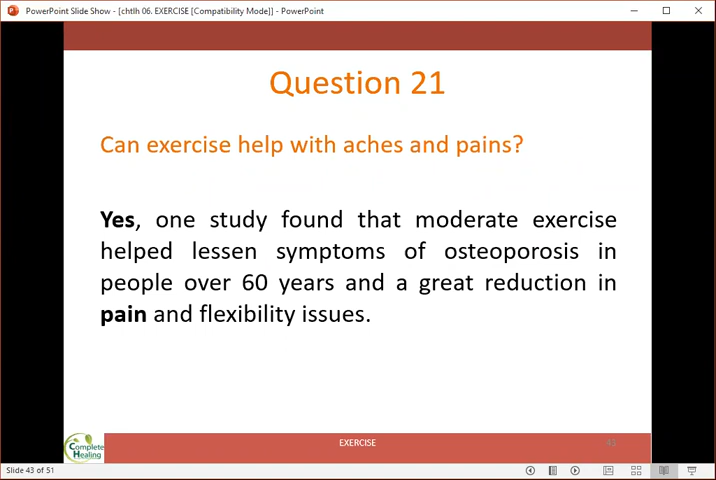 PowerPoint Slide Show - [chtlh 06. EXERCISE [Compatibility Mode]] - PowerPoint
Question 21
Can exercise help with aches and pains?
Yes, one study found that moderate exercise
helped lessen symptoms of osteoporosis in
people over 60 years and a great reduction in
pain and flexibility issues.
Complete
Healing
EXERCISE
43
Slide 43 of 51